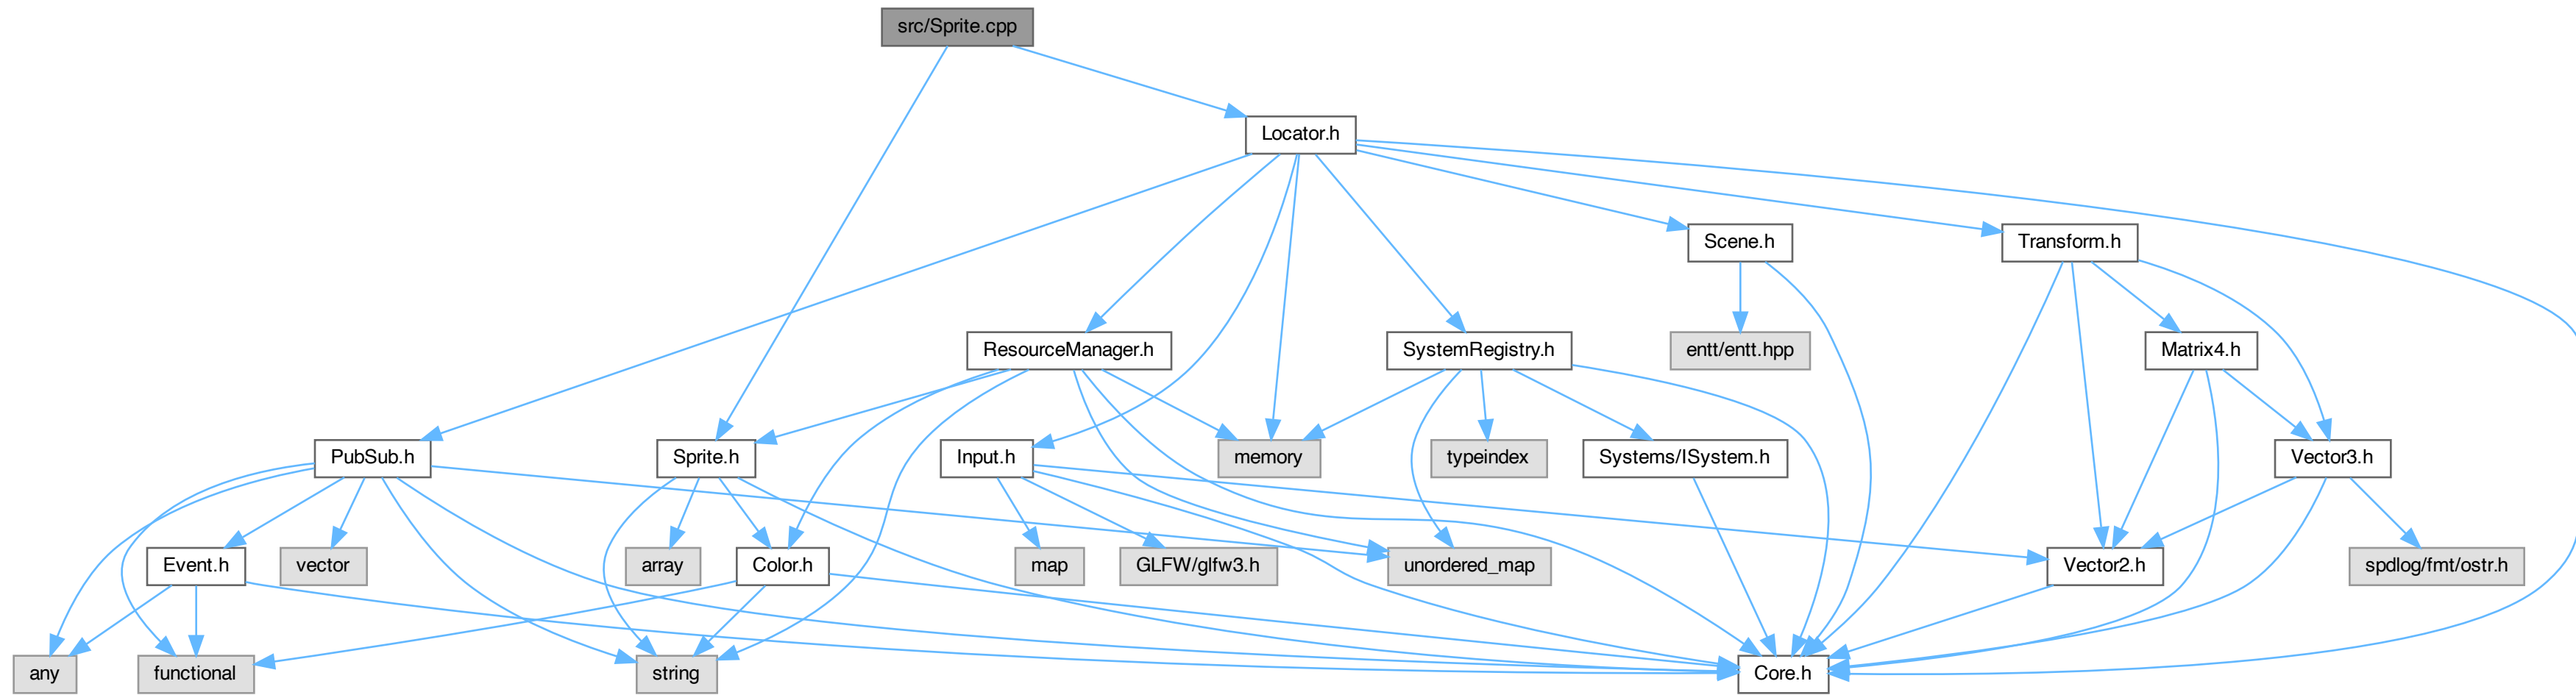 src/Sprite.cpp
Locator.h
Scene.h
Transform.h
ResourceManager.h
SystemRegistry.h
entt/entt.hpp
Matrix4.h
PubSub.h
Sprite.h
Input.h
memory
typeindex
Systems/ISystem.h
Vector3.h
Event.h
vector
array
Color.h
map
GLFW/glfw3.h
unordered_map
Vector2.h
spdlog/fmt/ostr.h
any
functional
string
Core.h